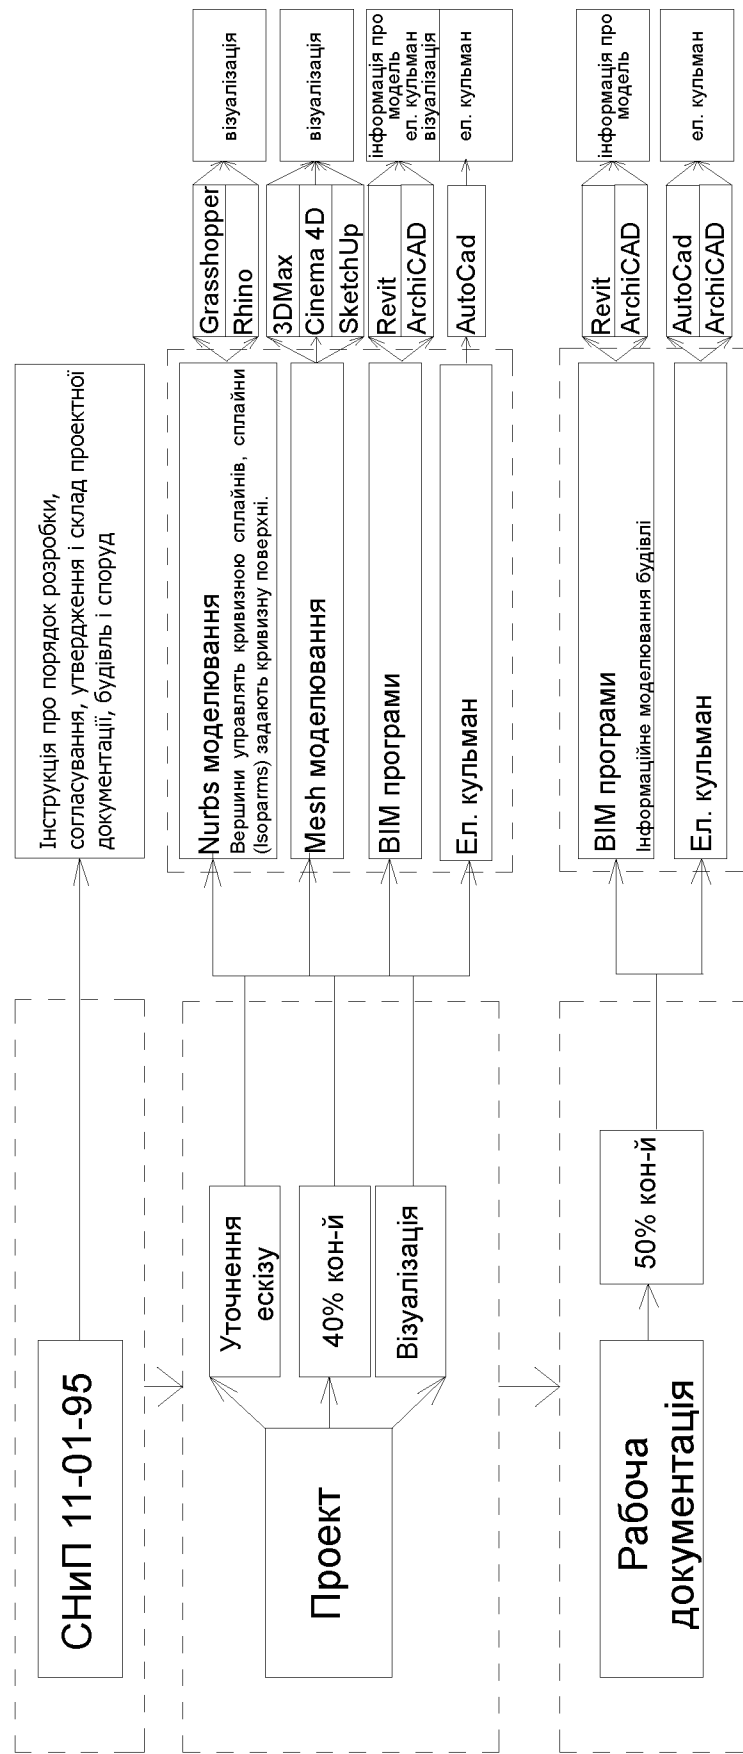 СНиП 11-01-95
Інструкція про порядок розробки,
согласування, утвердження і склад проектної
документації, будівль і споруд
Проект
Уточнення
ескізу
40% кон-й
Візуалізація
Nurbs моделювання
Вершини управлять кривизною сплайнів, сплайни
(Isoparms) задають кривизну поверхні.
Mesh моделювання
BIM програми
Ел. кульман
Grasshopper
Rhino
3DMax
Cinema 4D
SketchUp
Revit
ArchiCAD
AutoCad
візуалізація
візуалізація
інформація про
модель
ел. кульман
візуалізація
ел. кульман
Рабоча
документація
50% кон-й
BIM програми
Інформаційне моделювання будівлі
Ел. кульман
Revit
ArchiCAD
AutoCad
ArchiCAD
інформація про
модель
ел. кульман